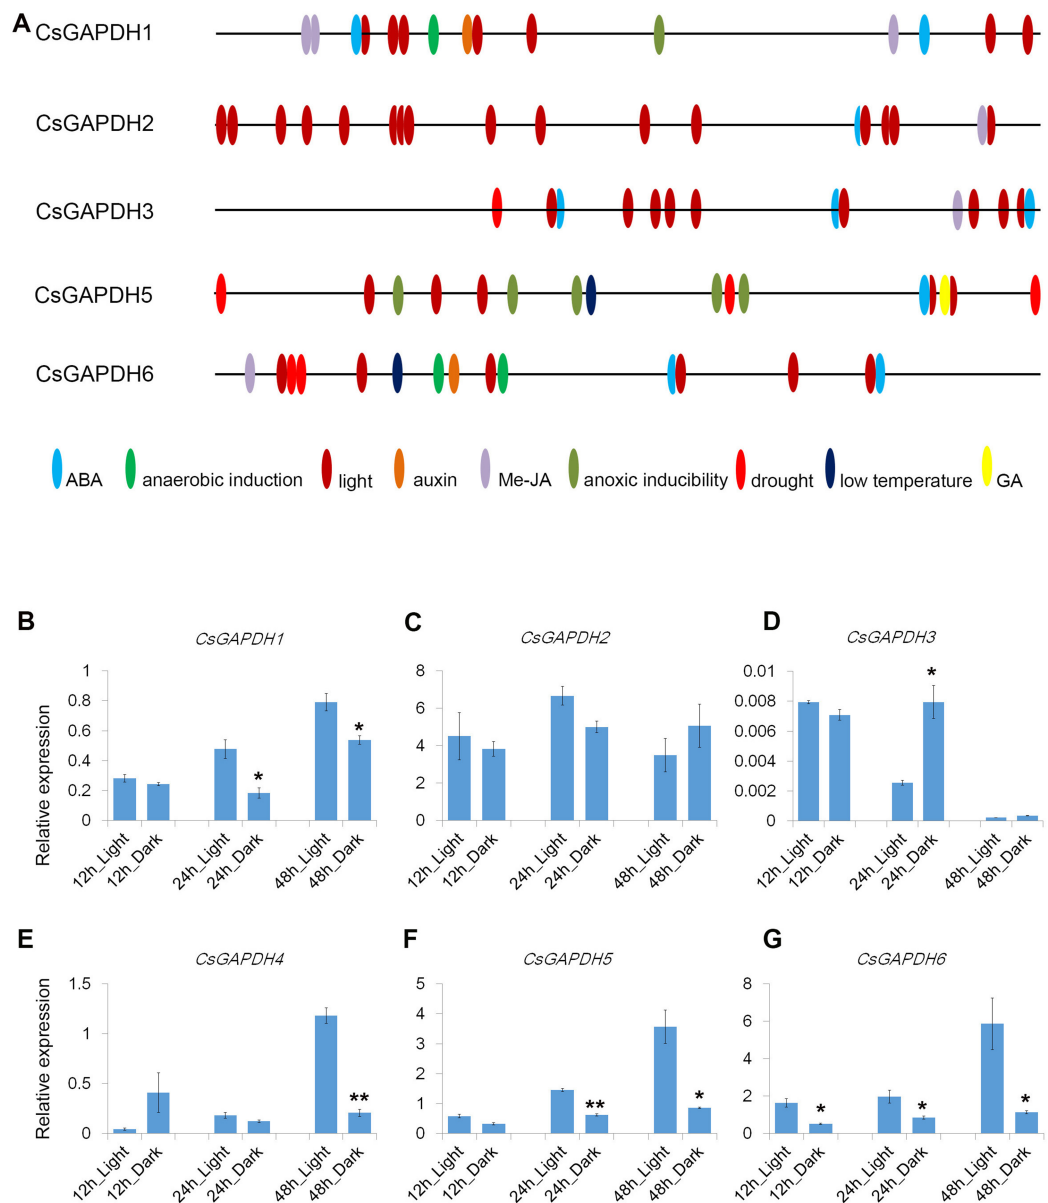 A CsGAPDH1
CsGAPDH2
CsGAPDH3
CsGAPDH5
CsGAPDH6
ABA anaerobic induction light auxin Me-JA anoxic inducibility drought low temperature GA
B C D
CsGAPDH1 CsGAPDH2 CsGAPDH3
Relative expression
1
0.8
0.6
0.4
0.2
0
*
*
12h_Light 12h_Dark 24h_Light 24h_Dark 48h_Light 48h_Dark
8
6
4
2
0
12h_Light 12h_Dark 24h_Light 24h_Dark 48h_Light 48h_Dark
0.01
0.008
0.006
0.004
0.002
0
*
12h_Light 12h_Dark 24h_Light 24h_Dark 48h_Light 48h_Dark
E F G
CsGAPDH4 CsGAPDH5 CsGAPDH6
Relative expression
1.5
1
0.5
0
**
12h_Light 12h_Dark 24h_Light 24h_Dark 48h_Light 48h_Dark
5
4
3
2
1
0
**
*
12h_Light 12h_Dark 24h_Light 24h_Dark 48h_Light 48h_Dark
8
6
4
2
0
*
*
*
12h_Light 12h_Dark 24h_Light 24h_Dark 48h_Light 48h_Dark